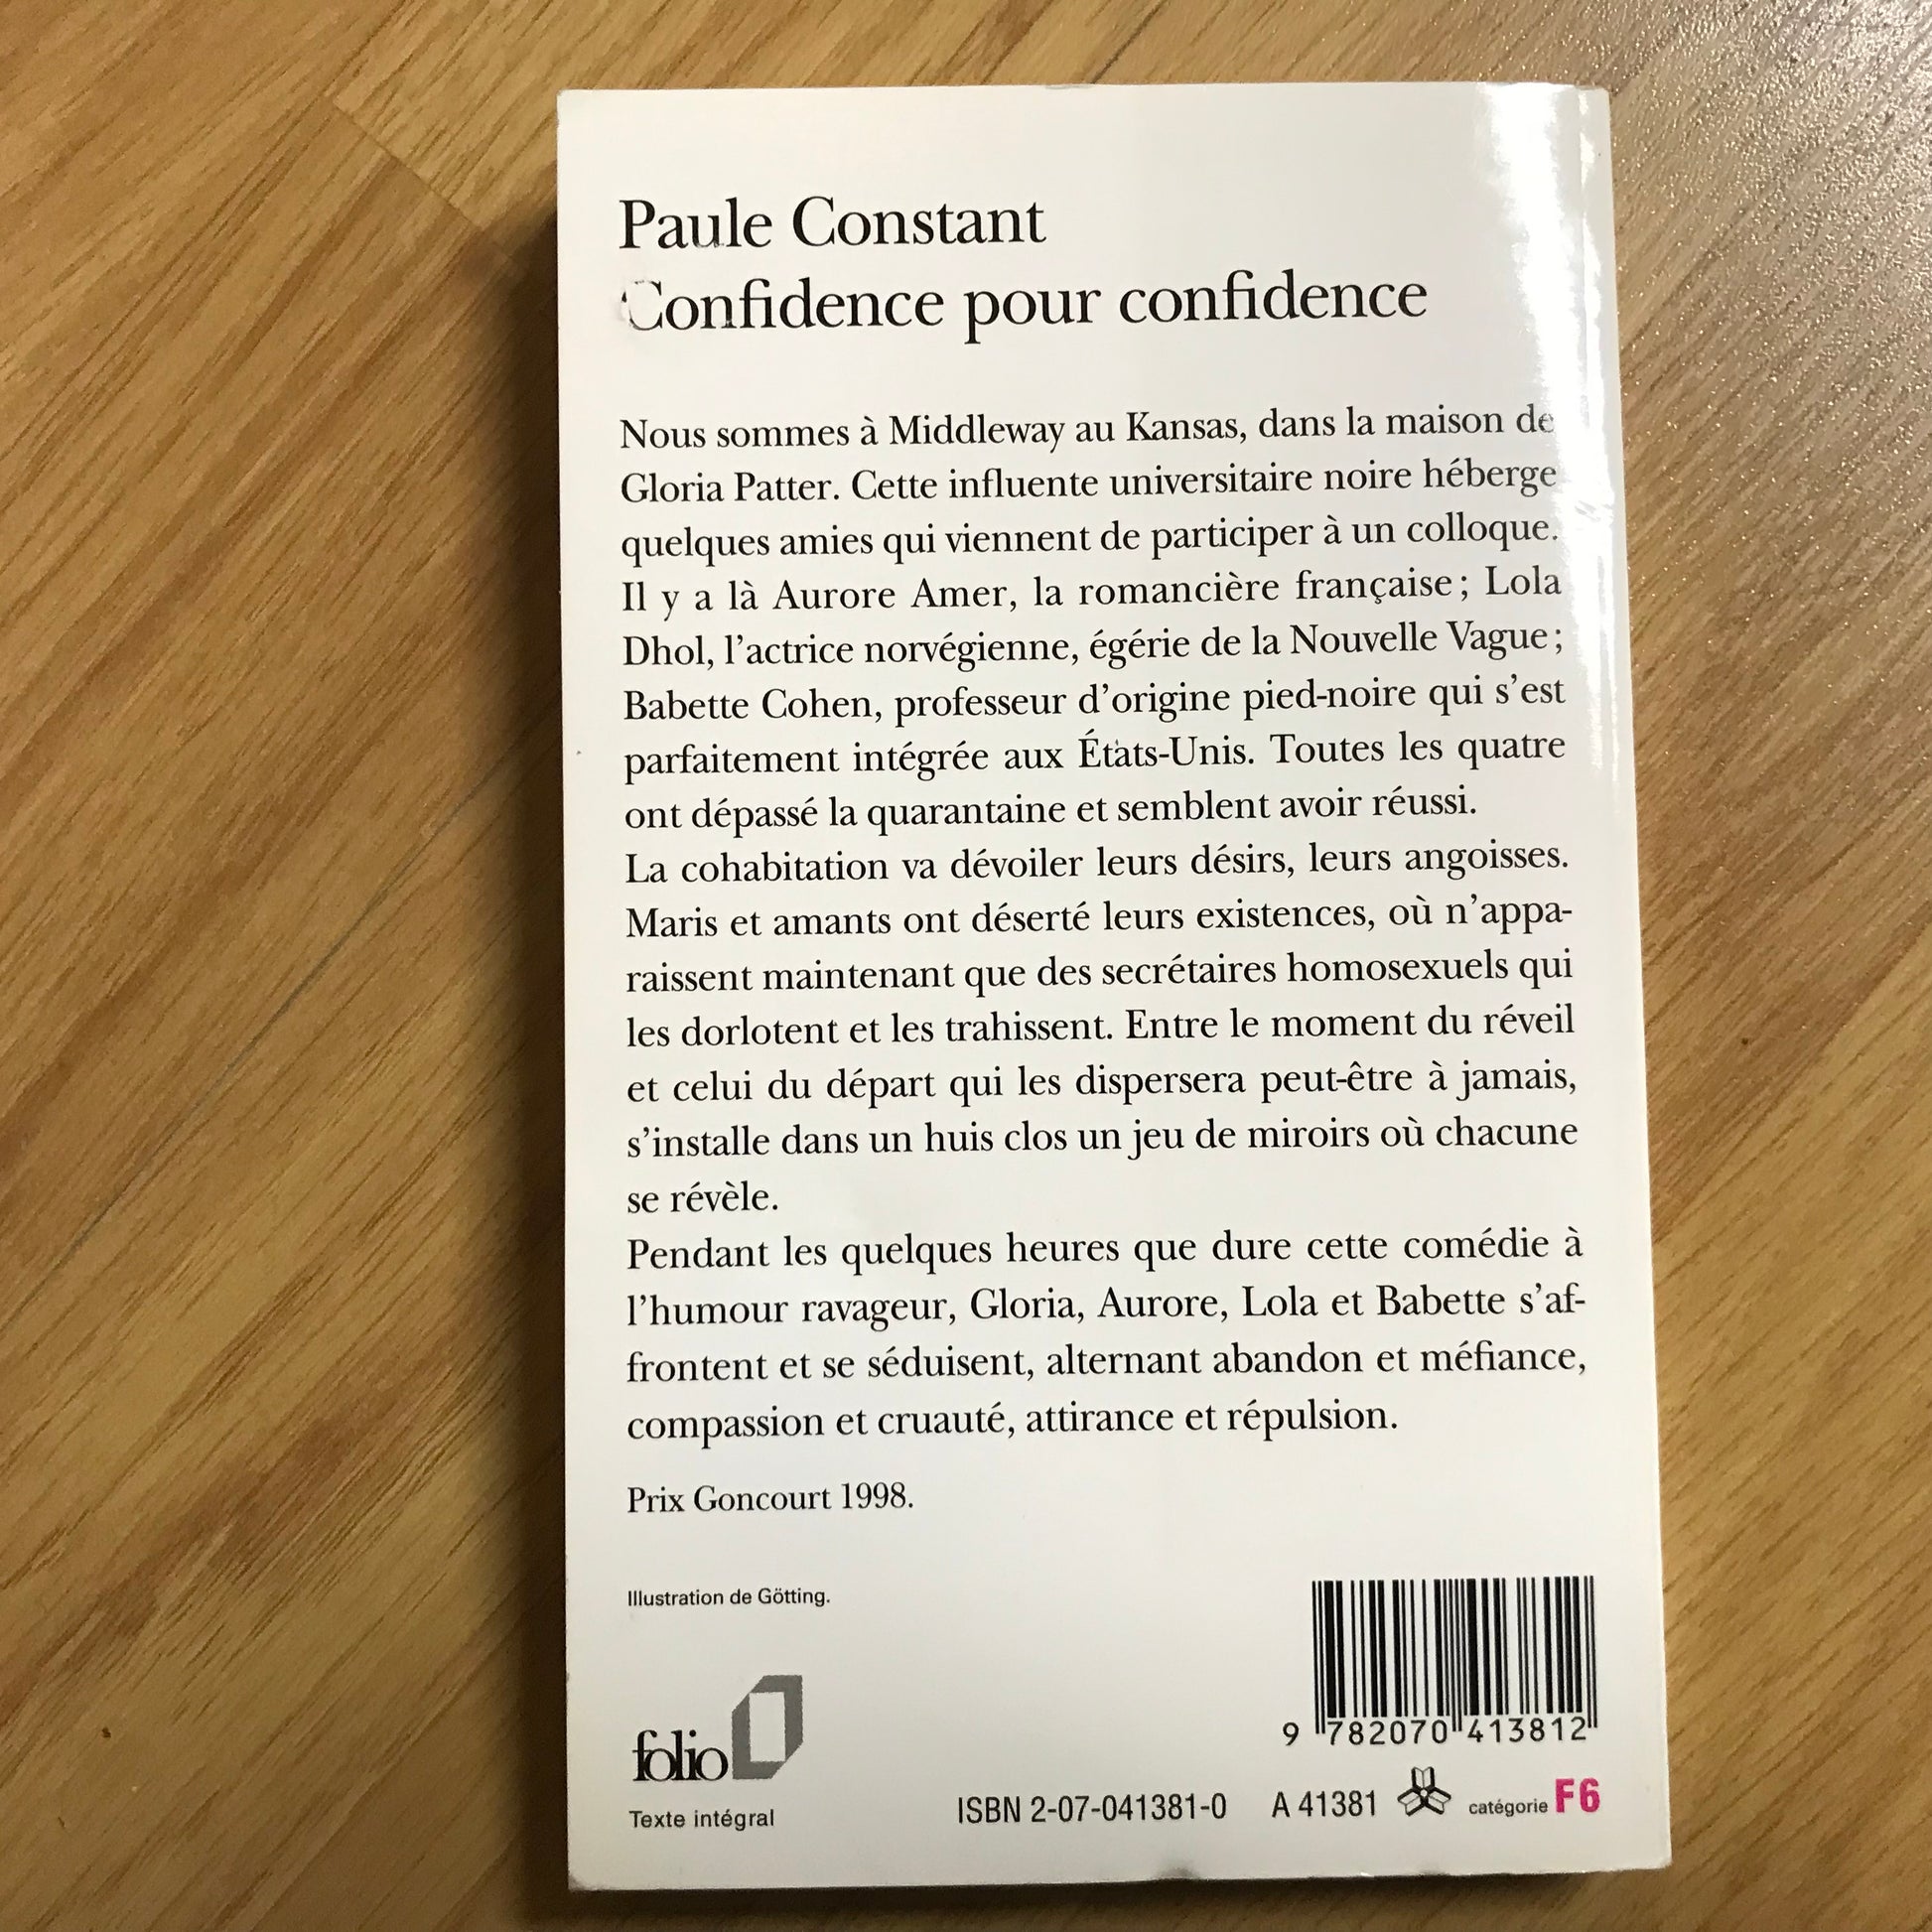 Paule Constant
Confidence pour confidence
Nous sommes à Middleway au Kansas, dans la maison de
Gloria Patter. Cette influente universitaire noire héberge
quelques amies qui viennent de participer à un colloque.
Il y a là Aurore Amer, la romancière française ; Lola
Dhol, l'actrice norvégienne, égérie de la Nouvelle Vague ;
Babette Cohen, professeur d'origine pied-noire qui s'est
parfaitement intégrée aux États-Unis. Toutes les quatre
ont dépassé la quarantaine et semblent avoir réussi.
La cohabitation va dévoiler leurs désirs, leurs angoisses.
Maris et amants ont déserté leurs existences, où n'appa-
raissent maintenant que des secrétaires homosexuels qui
les dorlotent et les trahissent. Entre le moment du réveil
et celui du départ qui les dispersera peut-être à jamais,
s'installe dans un huis clos un jeu de miroirs où chacune
se révèle.
Pendant les quelques heures que dure cette comédie à
l'humour ravageur, Gloria, Aurore, Lola et Babette s'af-
frontent et se séduisent, alternant abandon et méfiance,
compassion et cruauté, attirance et répulsion.
Prix Goncourt 1998.
Illustration de Götting.
9 782070 413812
folio
Texte intégral
ISBN 2-07-041381-0 A 41381 catégorie F6